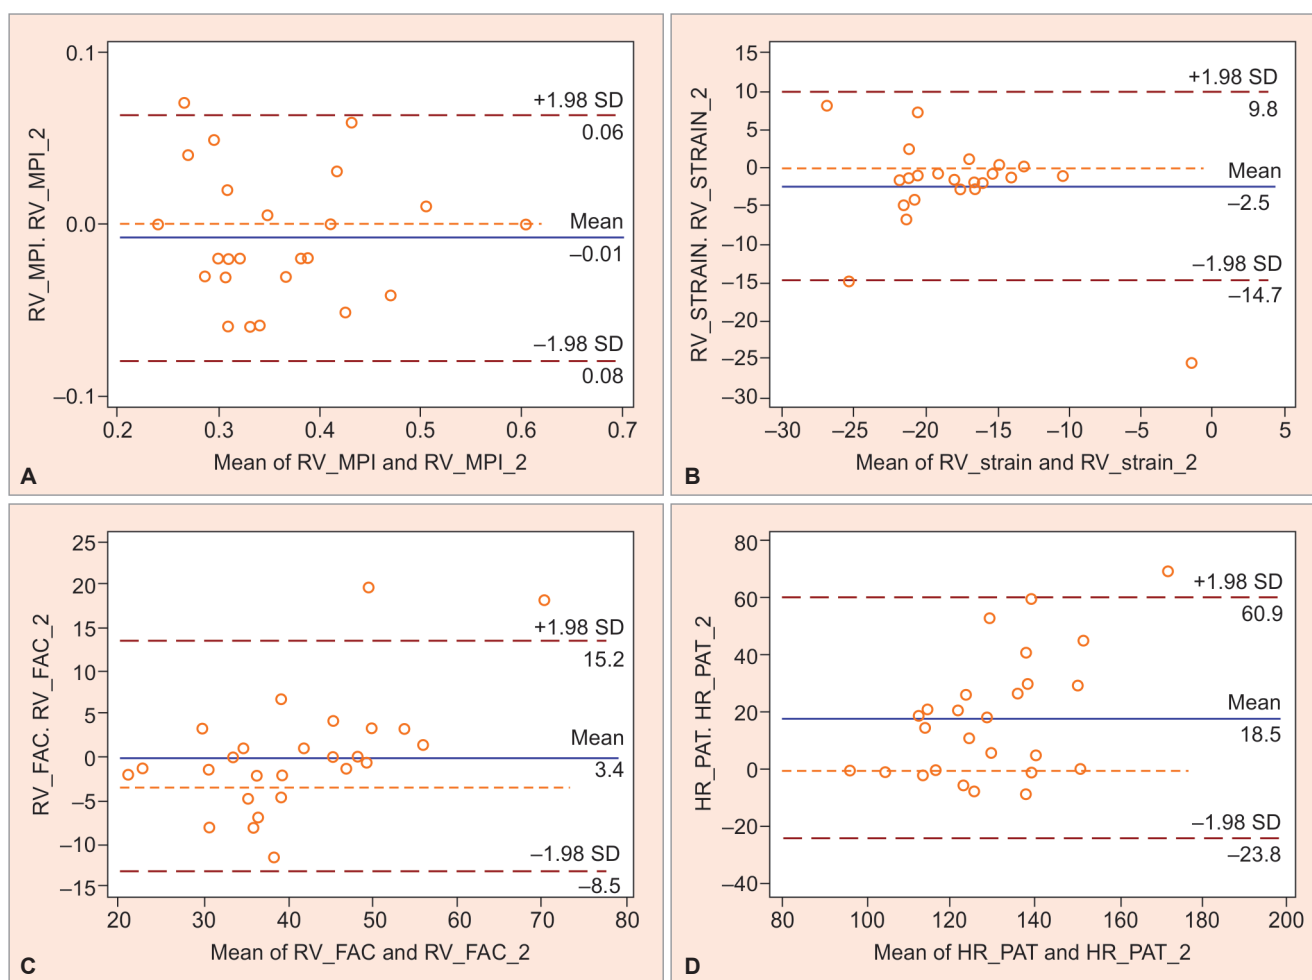 0.1
0.0
–0.1
RV_MPI. RV_MPI_2
+1.98 SD
0.06
Mean
–0.01
–1.98 SD
0.08
0.2 0.3 0.4 0.5 0.6 0.7
Mean of RV_MPI and RV_MPI_2
A
15
10
5
0
–5
–10
–15
–20
–25
–30
RV_STRAIN. RV_STRAIN_2
+1.98 SD
9.8
Mean
–2.5
–1.98 SD
–14.7
–30 –25 –20 –15 –10 –5 0 5
Mean of RV_strain and RV_strain_2
B
25
20
15
10
5
0
–5
–10
–15
RV_FAC. RV_FAC_2
+1.98 SD
15.2
Mean
3.4
–1.98 SD
–8.5
20 30 40 50 60 70 80
Mean of RV_FAC and RV_FAC_2
C
80
60
40
20
0
–20
–40
HR_PAT. HR_PAT_2
+1.98 SD
60.9
Mean
18.5
–1.98 SD
–23.8
80 100 120 140 160 180 200
Mean of HR_PAT and HR_PAT_2
D